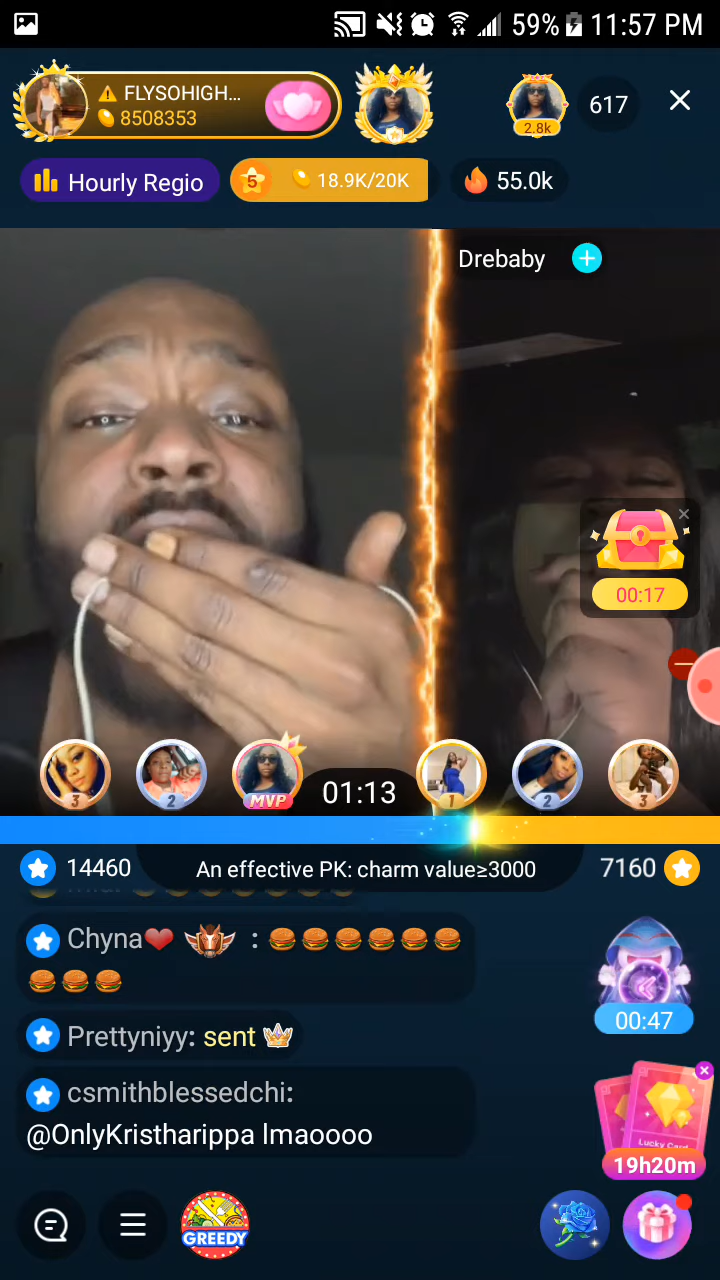 59% 11:57 PM
⚠ FLYSOHIGH...
8508353
2.8k
617
Hourly Regio
5
18.9K/20K
55.0k
Drebaby
00:17
3
2
MVP
01:13
1
2
3
14460
An effective PK: charm value≥3000
7160
Chyna❤ : 🍔🍔🍔🍔🍔🍔
🍔🍔🍔
00:47
Prettyniyy: sent
csmithblessedchi:
@OnlyKristharippa lmaoooo
Lucky Card
19h20m
GREEDY